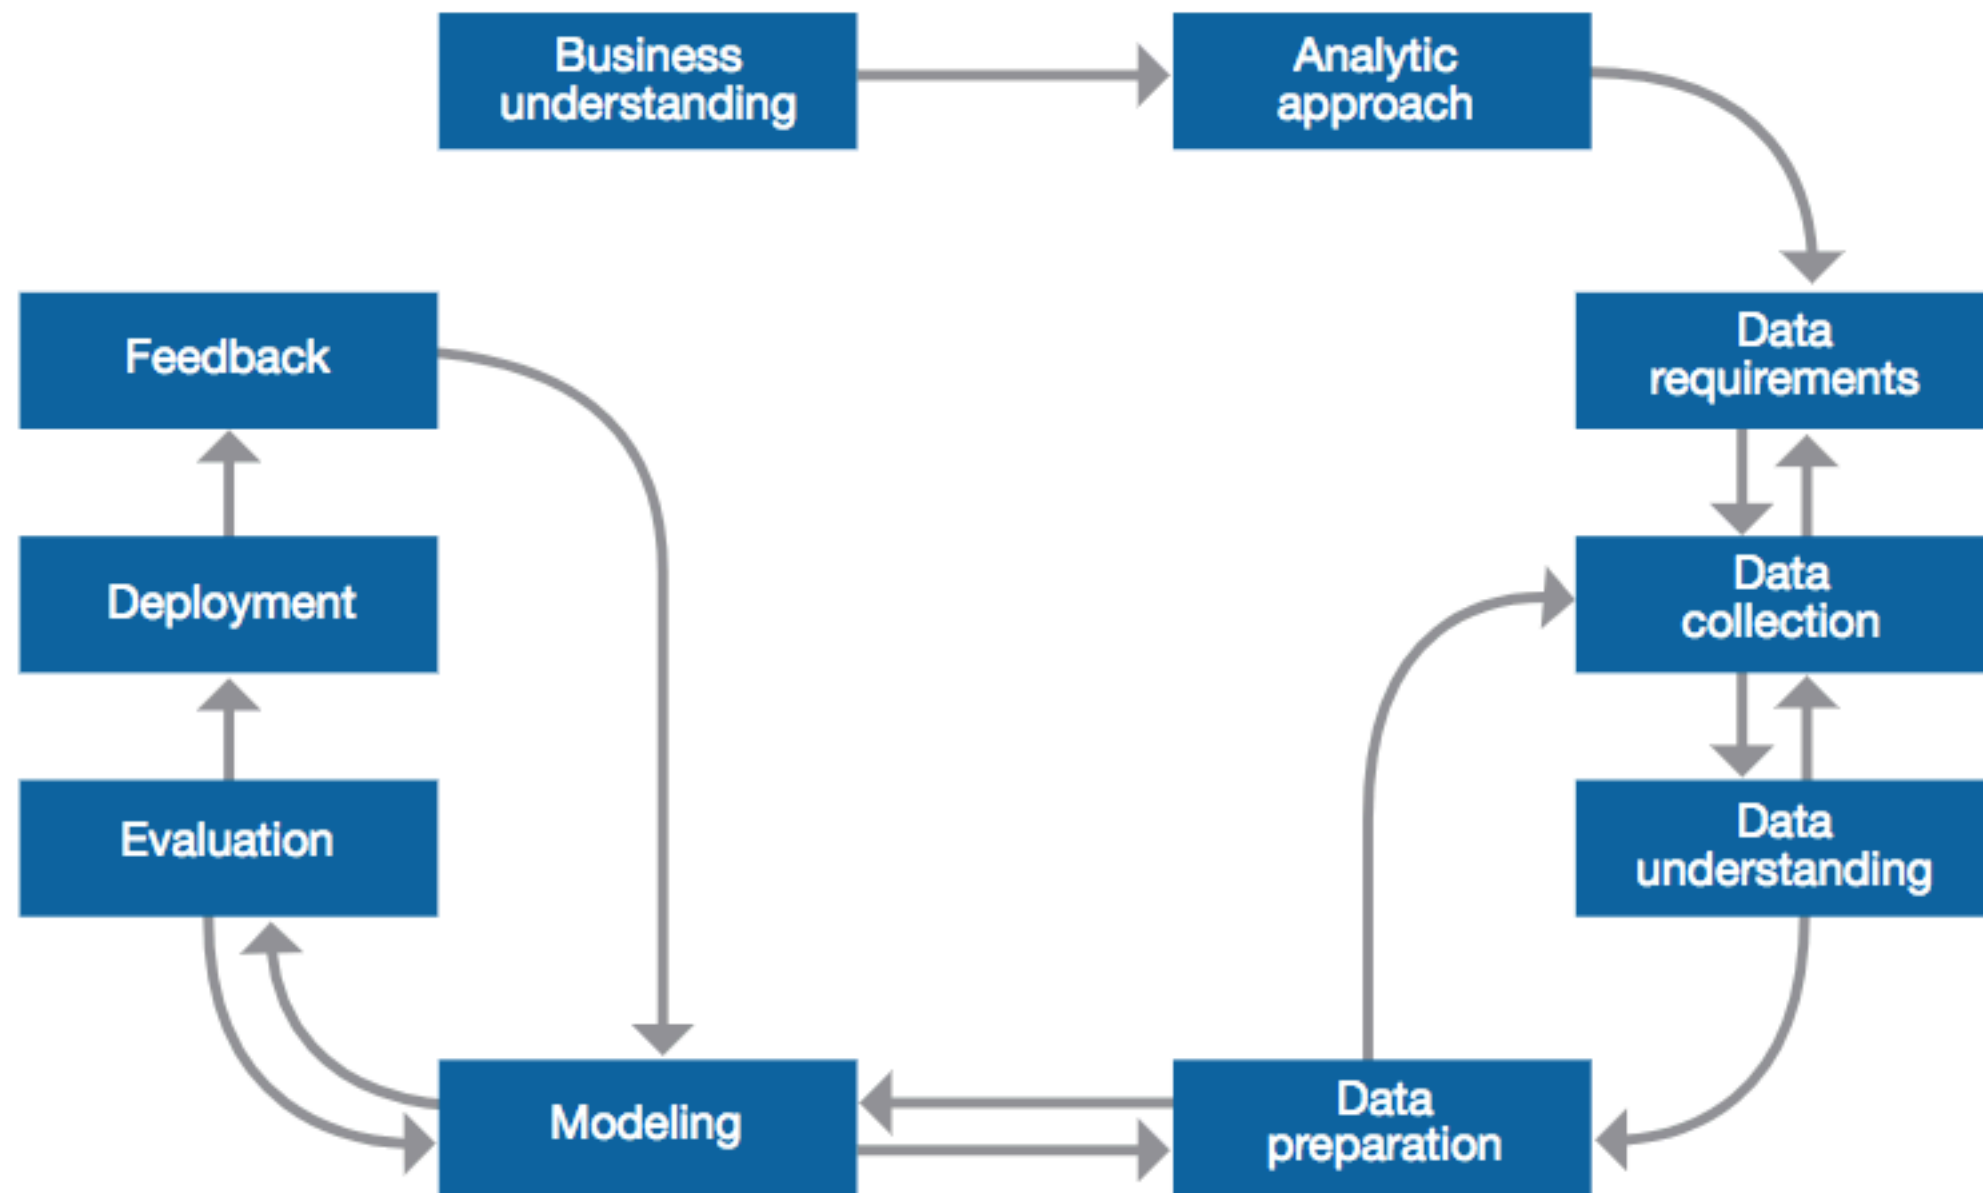 Business
understanding
Analytic
approach
Data
requirements
Data
collection
Data
understanding
Data
preparation
Modeling
Evaluation
Deployment
Feedback